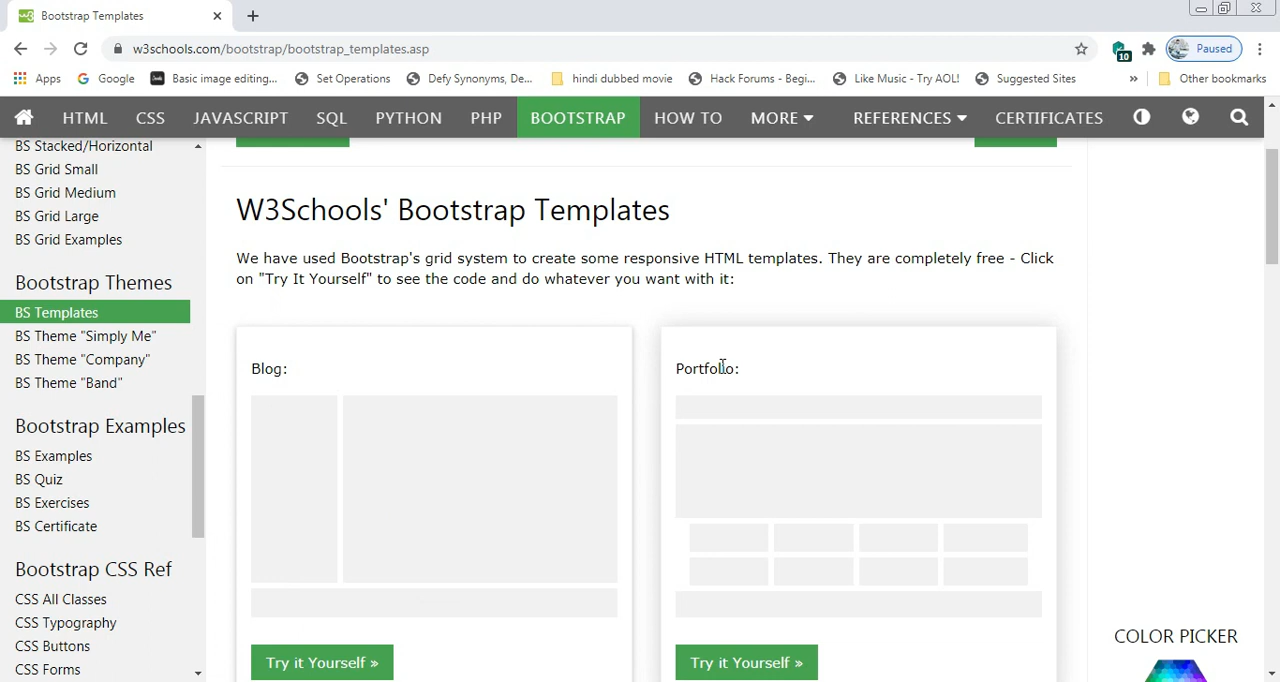 Bootstrap Templates
w3schools.com/bootstrap/bootstrap_templates.asp
10
Paused
Apps
Google
Basic image editing...
Set Operations
Defy Synonyms, De...
hindi dubbed movie
Hack Forums - Begi...
Like Music - Try AOL!
Suggested Sites
»
Other bookmarks
HTML
CSS
JAVASCRIPT
SQL
PYTHON
PHP
BOOTSTRAP
HOW TO
MORE
REFERENCES
CERTIFICATES
BS Stacked/Horizontal
BS Grid Small
BS Grid Medium
BS Grid Large
BS Grid Examples
Bootstrap Themes
BS Templates
BS Theme "Simply Me"
BS Theme "Company"
BS Theme "Band"
Bootstrap Examples
BS Examples
BS Quiz
BS Exercises
BS Certificate
Bootstrap CSS Ref
CSS All Classes
CSS Typography
CSS Buttons
CSS Forms
W3Schools' Bootstrap Templates
We have used Bootstrap's grid system to create some responsive HTML templates. They are completely free - Click
on "Try It Yourself" to see the code and do whatever you want with it:
Blog:
Try it Yourself »
Portfolio:
Try it Yourself »
COLOR PICKER